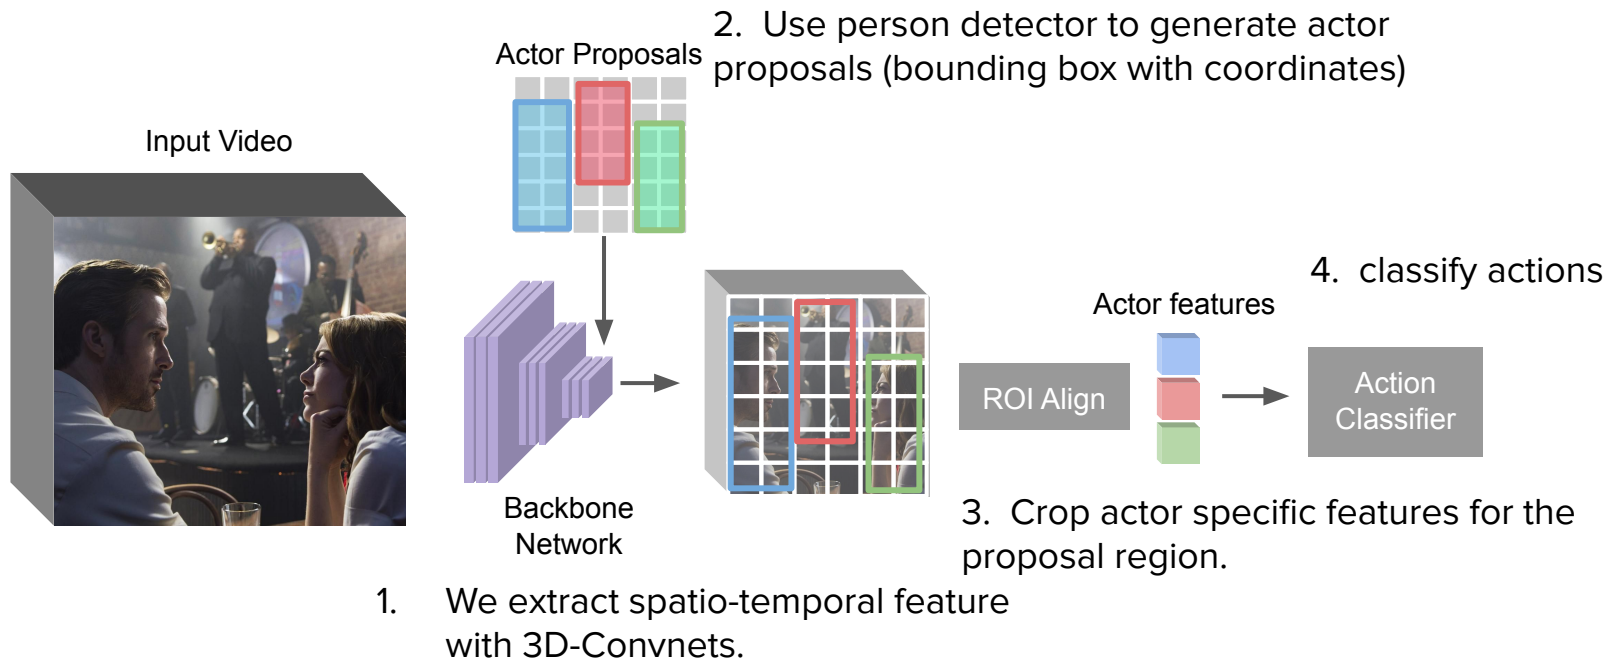 2. Use person detector to generate actor
proposals (bounding box with coordinates)
Actor Proposals
Input Video
4. classify actions
Actor features
ROI Align
Action
Classifier
Backbone
Network
3. Crop actor specific features for the
proposal region.
1. We extract spatio-temporal feature
with 3D-Convnets.